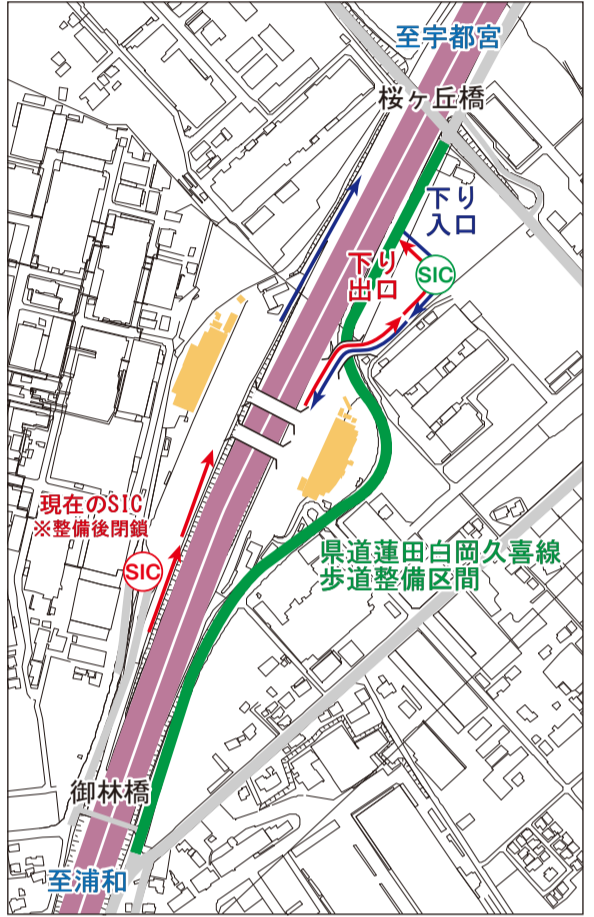 至宇都宮
桜ヶ丘橋
下り
入口
下り
出口
SIC
現在のSIC
※整備後閉鎖
SIC
県道蓮田白岡久喜線
歩道整備区間
御林橋
至浦和